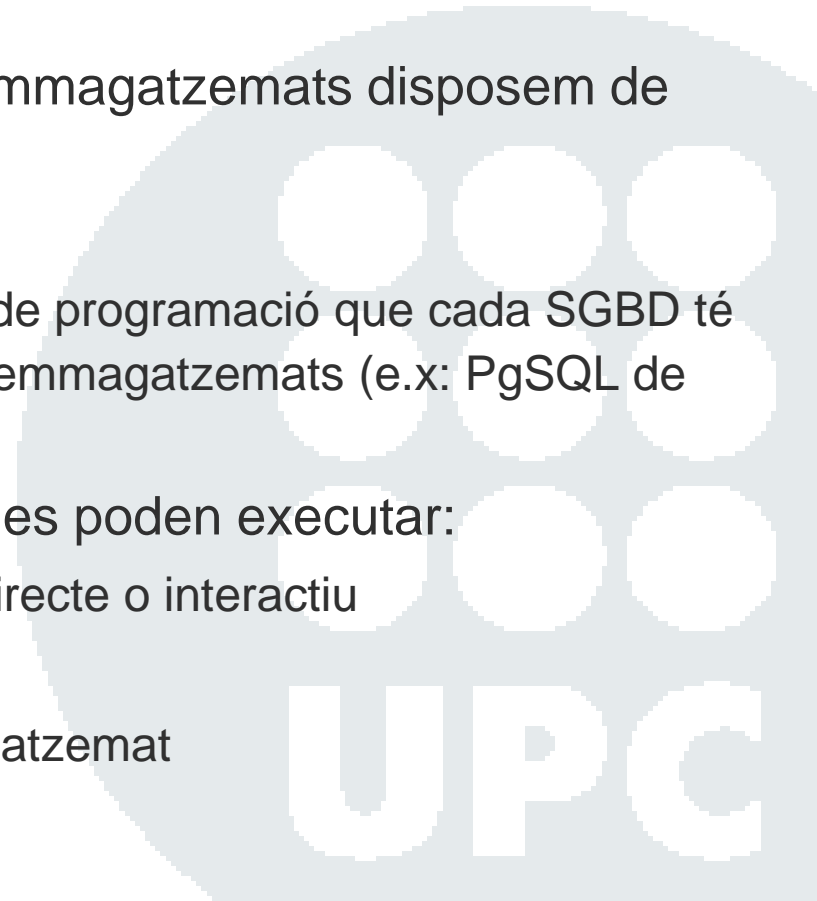 mmagatzemats disposem de
de programació que cada SGBD té
emmagatzemats (e.x: PgSQL de
es poden executar:
irecte o interactiu
atzemat
UPC